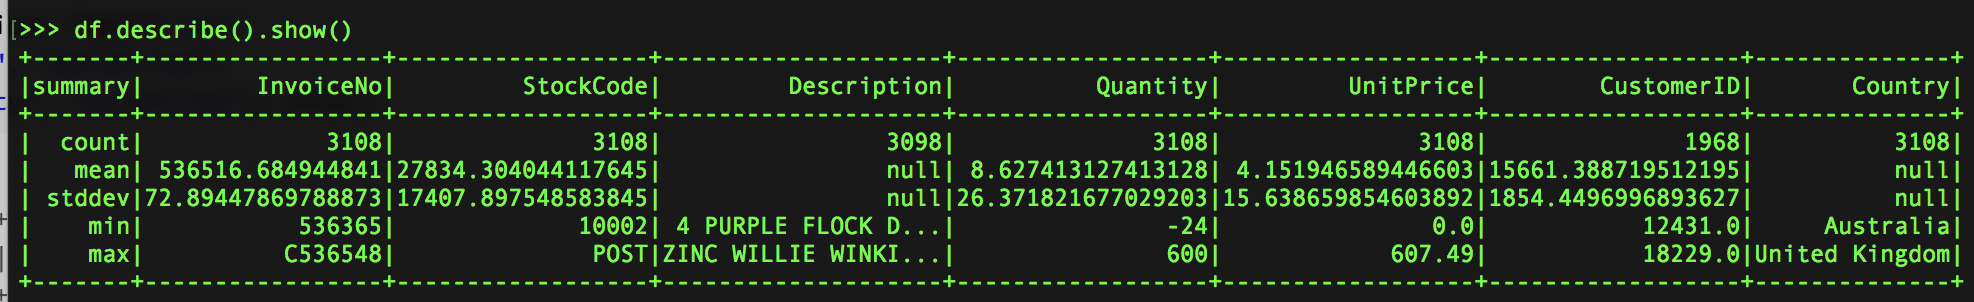 [>>> df.describe().show()
+-------+-----------------+------------------+--------------------+------------------+------------------+------------------+--------------+
|summary|        InvoiceNo|         StockCode|         Description|          Quantity|         UnitPrice|        CustomerID|       Country|
+-------+-----------------+------------------+--------------------+------------------+------------------+------------------+--------------+
|  count|             3108|              3108|                3098|              3108|              3108|              1968|          3108|
|   mean| 536516.684944841|27834.304044117645|                null| 8.627413127413128| 4.151946589446603|15661.388719512195|          null|
| stddev|72.89447869788873|17407.897548583845|                null|26.371821677029203|15.638659854603892|1854.4496996893627|          null|
|    min|           536365|             10002| 4 PURPLE FLOCK D...|               -24|               0.0|           12431.0|     Australia|
|    max|          C536548|              POST|ZINC WILLIE WINKI...|               600|            607.49|           18229.0|United Kingdom|
+-------+-----------------+------------------+--------------------+------------------+------------------+------------------+--------------+